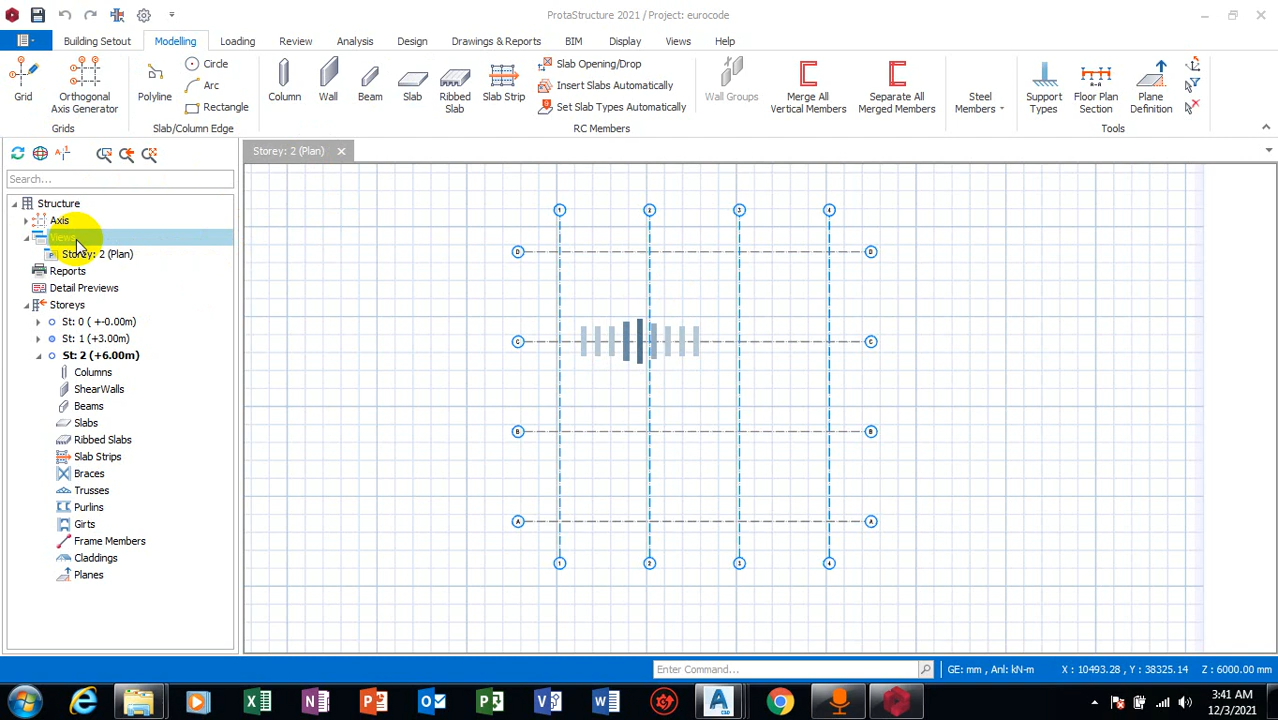 ProtaStructure 2021 / Project: eurocode
Building Setout Modelling Loading Review Analysis Design Drawings & Reports BIM Display Views Help
Grid
Orthogonal
Axis Generator
Grids
Polyline
Circle
Arc
Rectangle
Slab/Column Edge
Column
Wall
Beam
Slab
Ribbed
Slab
Slab Strip
Slab Opening/Drop
Insert Slabs Automatically
Set Slab Types Automatically
RC Members
Wall Groups
Merge All
Vertical Members
Separate All
Merged Members
Steel
Members
Support
Types
Floor Plan
Section
Plane
Definition
Tools
Search...
Structure
Axis
Views
Storey: 2 (Plan)
Reports
Detail Previews
Storeys
St: 0 ( +-0.00m)
St: 1 (+3.00m)
St: 2 (+6.00m)
Columns
ShearWalls
Beams
Slabs
Ribbed Slabs
Slab Strips
Braces
Trusses
Purlins
Girts
Frame Members
Claddings
Planes
Storey: 2 (Plan)
1 2 3 4
D D
C C
B B
A A
1 2 3 4
Enter Command...
GE: mm, Anl: kN-m
X : 10493.28 , Y : 38325.14
Z : 6000.00 mm
3:41 AM
12/3/2021